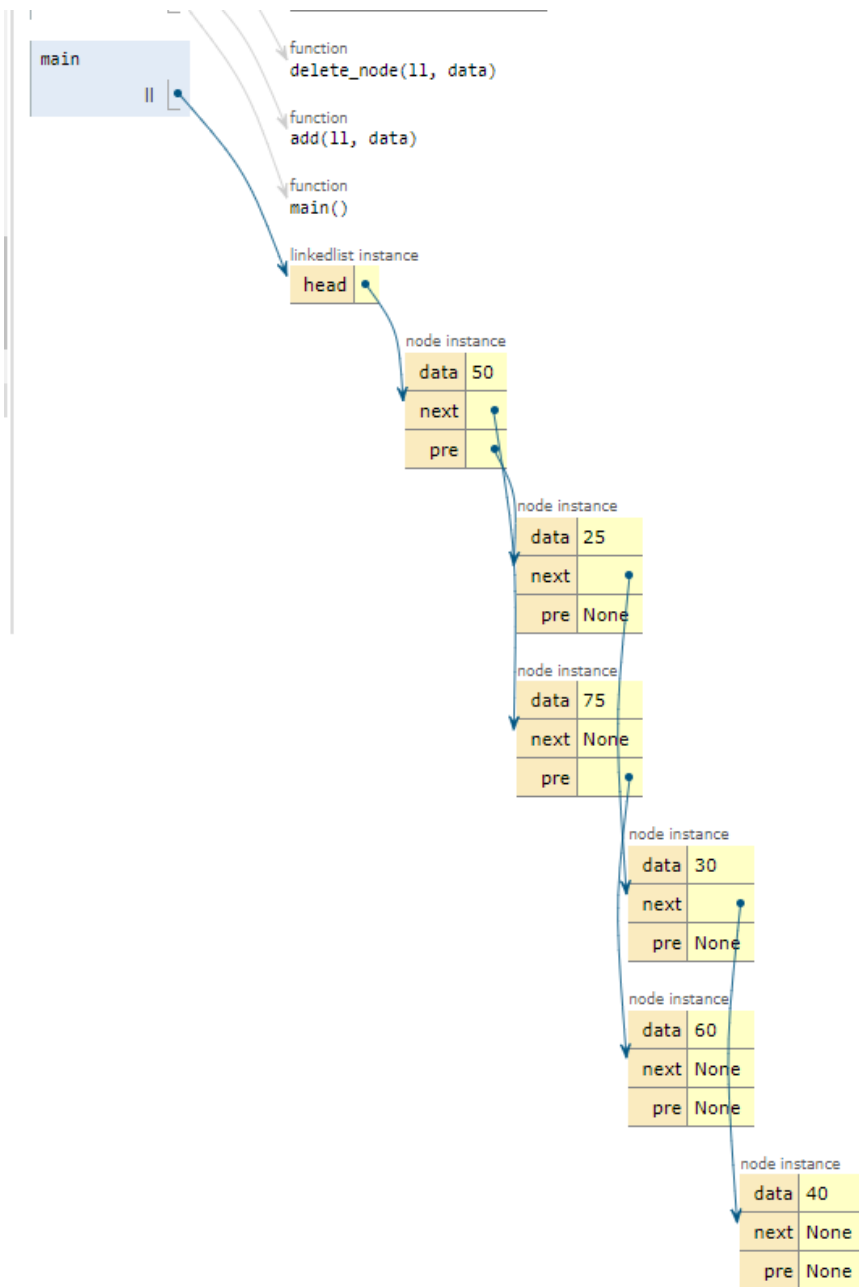 function
main
delete_node(ll, data)
ll
function
add(ll, data)
function
main()
linkedlist instance
head
node instance
data 50
next
pre
node instance
data 25
next
pre None
node instance
data 75
next None
pre
node instance
data 30
next
pre None
node instance
data 60
next None
pre None
node instance
data 40
next None
pre None